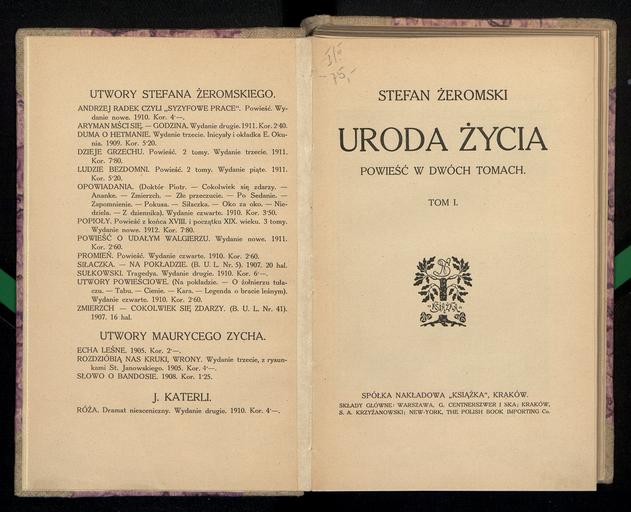 UTWORY STEFANA ŻEROMSKIEGO.
ANDRZEJ RADEK CZYLI „SYZYFOWE PRACE“. Powieść. Wy-
danie nowe. 1910. Kor. 4·—.
ARYMAN MŚCI SIĘ. — GODZINA. Wydanie drugie. 1911. Kor. 2·40.
DUMA O HETMANIE. Wydanie trzecie. Inicyały i okładka E. Oku-
nia. 1909. Kor. 5·20.
DZIEJE GRZECHU. Powieść. 2 tomy. Wydanie trzecie. 1911.
Kor. 7·80.
LUDZIE BEZDOMNI. Powieść. 2 tomy. Wydanie piąte. 1911.
Kor. 5·20.
OPOWIADANIA. (Doktór Piotr. — Cokolwiek się zdarzy. —
Ananke. — Zmierzch. — Złe przeczucie. — Po Sedanie. —
Zapomnienie. — Pokusa. — Siłaczka. — Oko za oko. — Nie-
dziela. — Z dziennika). Wydanie czwarte. 1910. Kor. 3·50.
POPIOŁY. Powieść z końca XVIII. i początku XIX. wieku. 3 tomy.
Wydanie nowe. 1912. Kor. 7·80.
POWIEŚĆ O UDAŁYM WALGIERZU. Wydanie nowe. 1911.
Kor. 2·60.
PROMIEŃ. Powieść. Wydanie czwarte. 1910. Kor. 2·60.
SIŁACZKA. — NA POKŁADZIE. (B. U. L. Nr. 5). 1907. 20 hal.
SUŁKOWSKI. Tragedya. Wydanie drugie. 1910. Kor. 6·—.
UTWORY POWIEŚCIOWE. (Na pokładzie. — O żołnierzu tuła-
czu. — Tabu. — Cienie. — Kara. — Legenda o bracie leśnym).
Wydanie czwarte. 1910. Kor. 2·60.
ZMIERZCH — COKOLWIEK SIĘ ZDARZY. (B. U. L. Nr. 41).
1907. 16 hal.
UTWORY MAURYCEGO ZYCHA.
ECHA LEŚNE. 1905. Kor. 2·—.
ROZDZIÓBIĄ NAS KRUKI, WRONY. Wydanie trzecie, z rysun-
kami St. Janowskiego. 1905. Kor. 4·—.
SŁOWO O BANDOSIE. 1908. Kor. 1·25.
J. KATERLI.
RÓŻA. Dramat niesceniczny. Wydanie drugie. 1910. Kor. 4·—.
75,-
STEFAN ŻEROMSKI
URODA ŻYCIA
POWIEŚĆ W DWÓCH TOMACH.
TOM I.
SPÓŁKA NAKŁADOWA „KSIĄŻKA“, KRAKÓW.
SKŁADY GŁÓWNE: WARSZAWA, G. CENTNERSZWER I SKA; KRAKÓW,
S. A. KRZYŻANOWSKI; NEW-YORK, THE POLISH BOOK IMPORTING Co.